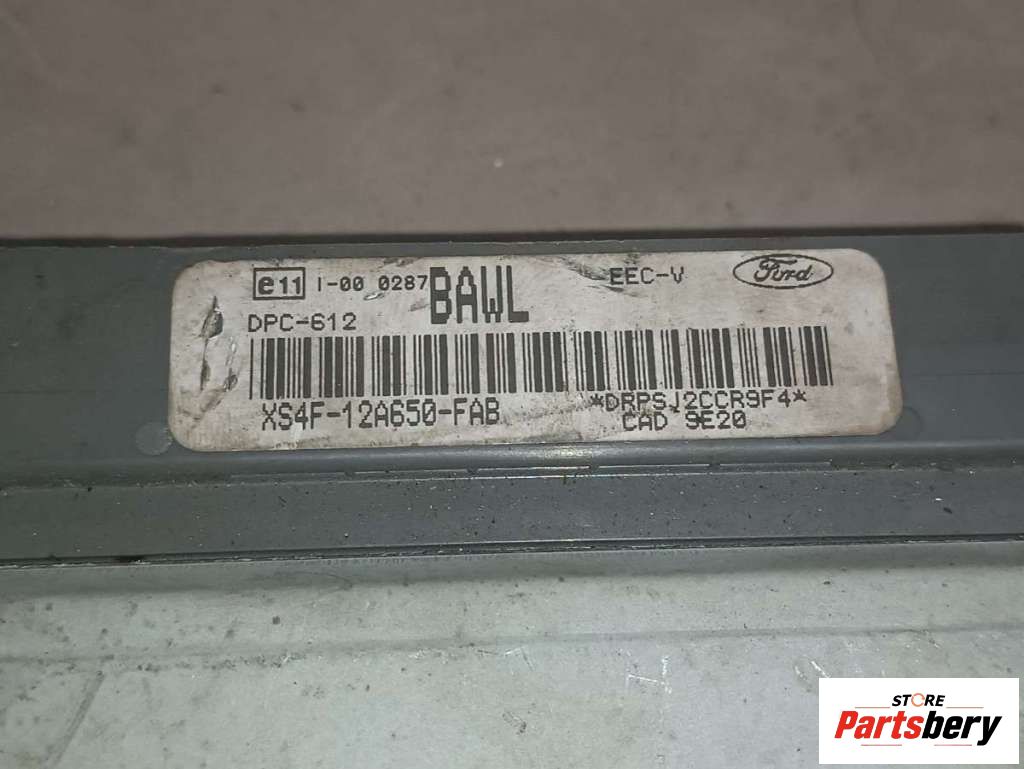 e11 I-00 0287 BAWL EEC-V Ford
DPC-612
XS4F-12A650-FAB *DRPSJ2CCR9F4*
CAD 9E20
STORE
Partsbery